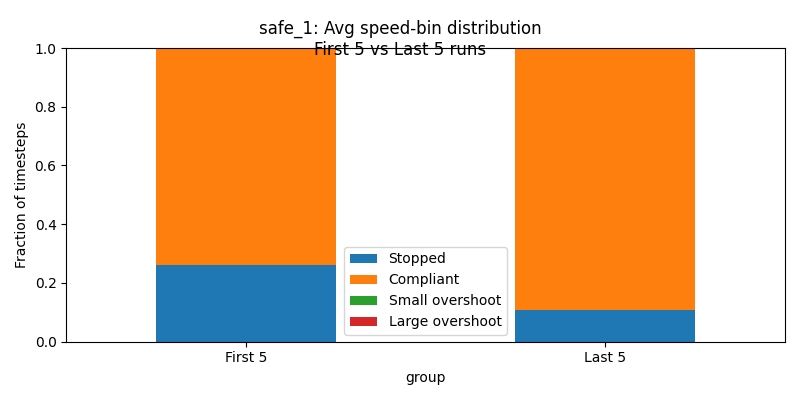 safe_1: Avg speed-bin distribution
First 5 vs Last 5 runs
Fraction of timesteps
1.0
0.8
0.6
0.4
0.2
0.0
Stopped
Compliant
Small overshoot
Large overshoot
First 5
Last 5
group